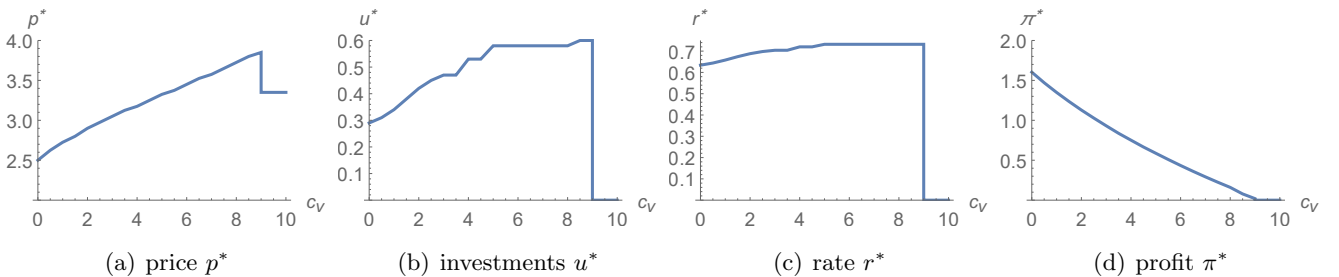 p*
4.0
3.5
3.0
2.5
0 2 4 6 8 10
c_V
u*
0.6
0.5
0.4
0.3
0.2
0.1
0 2 4 6 8 10
c_V
r*
0.7
0.6
0.5
0.4
0.3
0.2
0.1
0 2 4 6 8 10
c_V
π*
2.0
1.5
1.0
0.5
0 2 4 6 8 10
c_V
(a) price p*
(b) investments u*
(c) rate r*
(d) profit π*